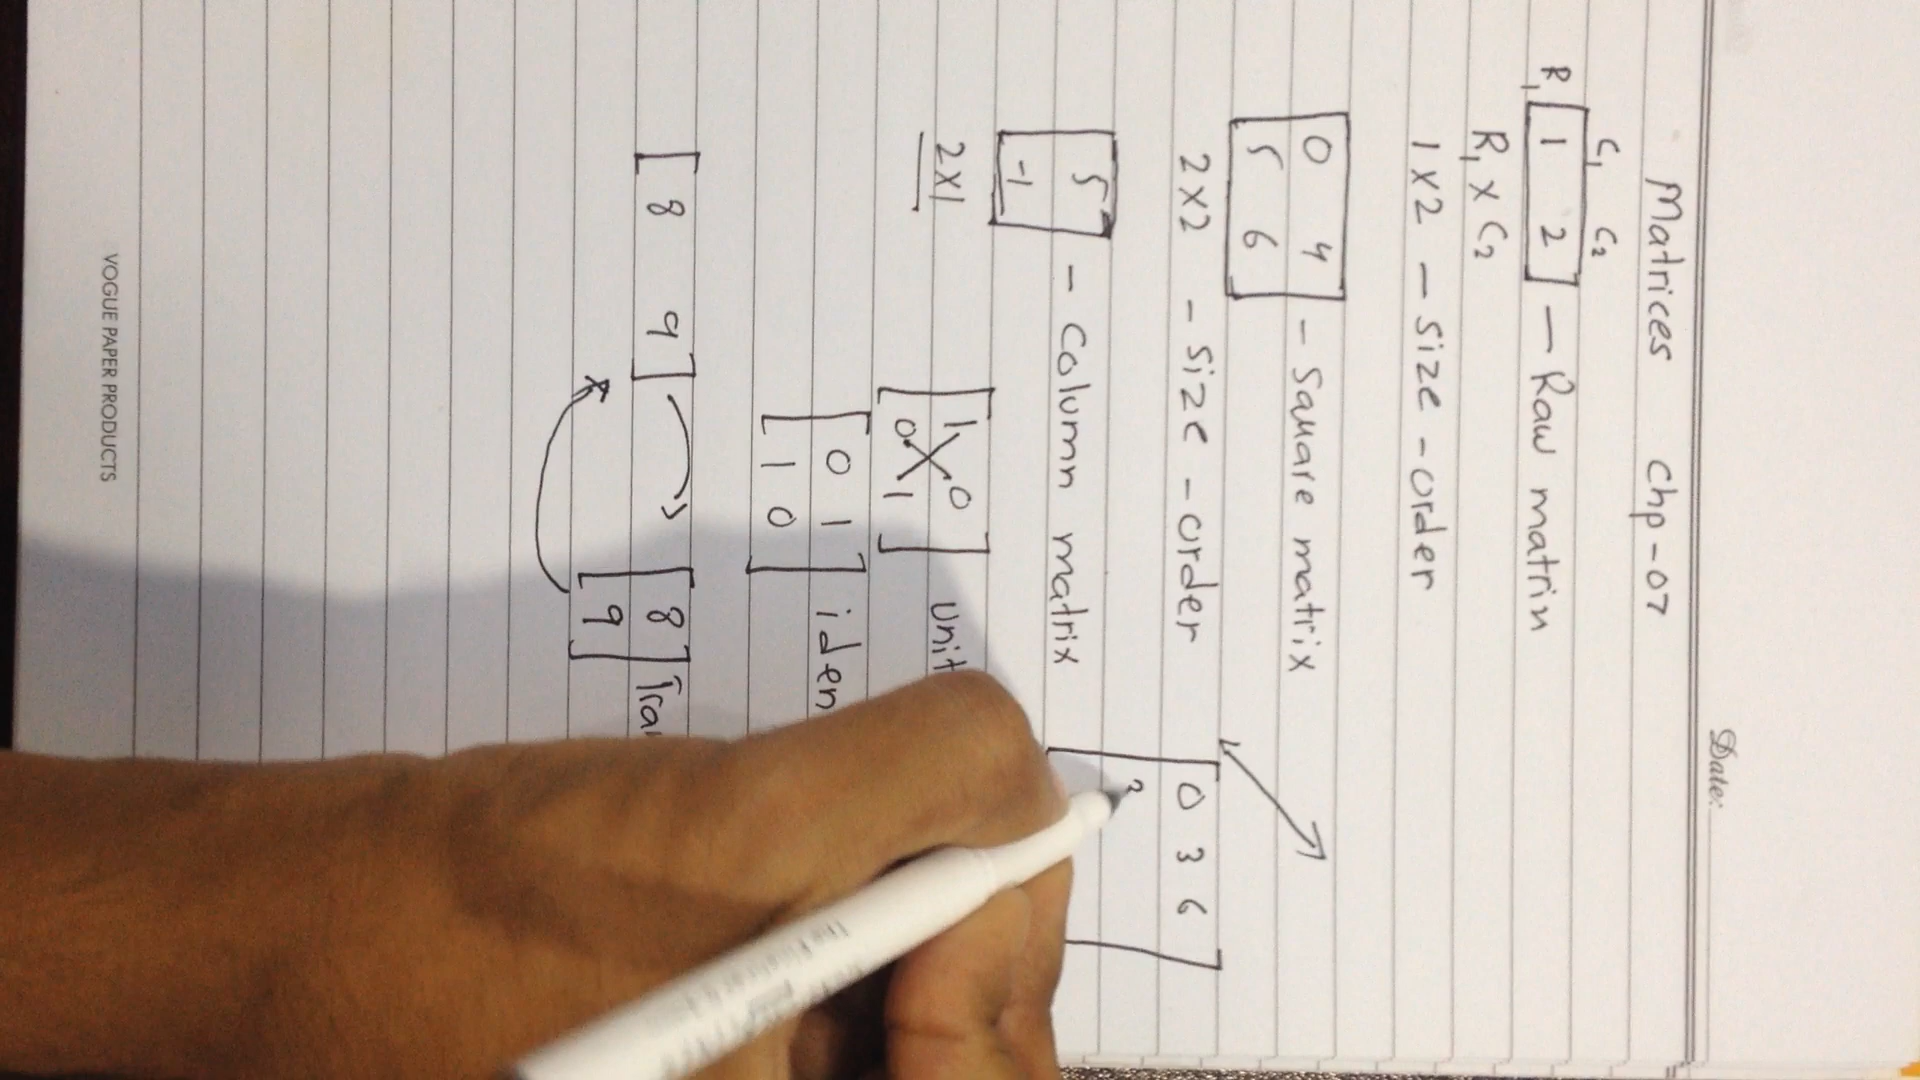 Date:
Matrices Chp-07
C1 C2
R1 [1 2] — Raw matrix
R1 x C2
1x2 — size - order
[0 4
5 6] - Square matrix
2x2 - size - order
[0 3 6
2
[5
-1] - Column matrix
2x1
[1 0
0 1] unit
[0 1
1 0] iden
[8 9]
[8
9] Tra
VOGUE PAPER PRODUCTS